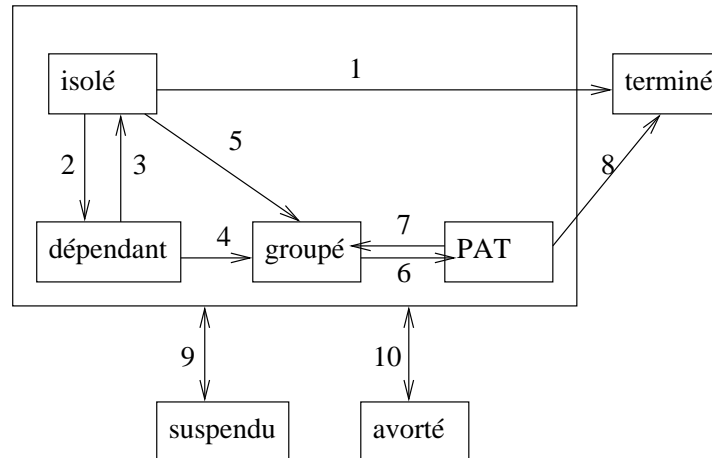 isolé
1
terminé
2
3
5
8
dépendant
4
groupé
7
6
PAT
9
10
suspendu
avorté